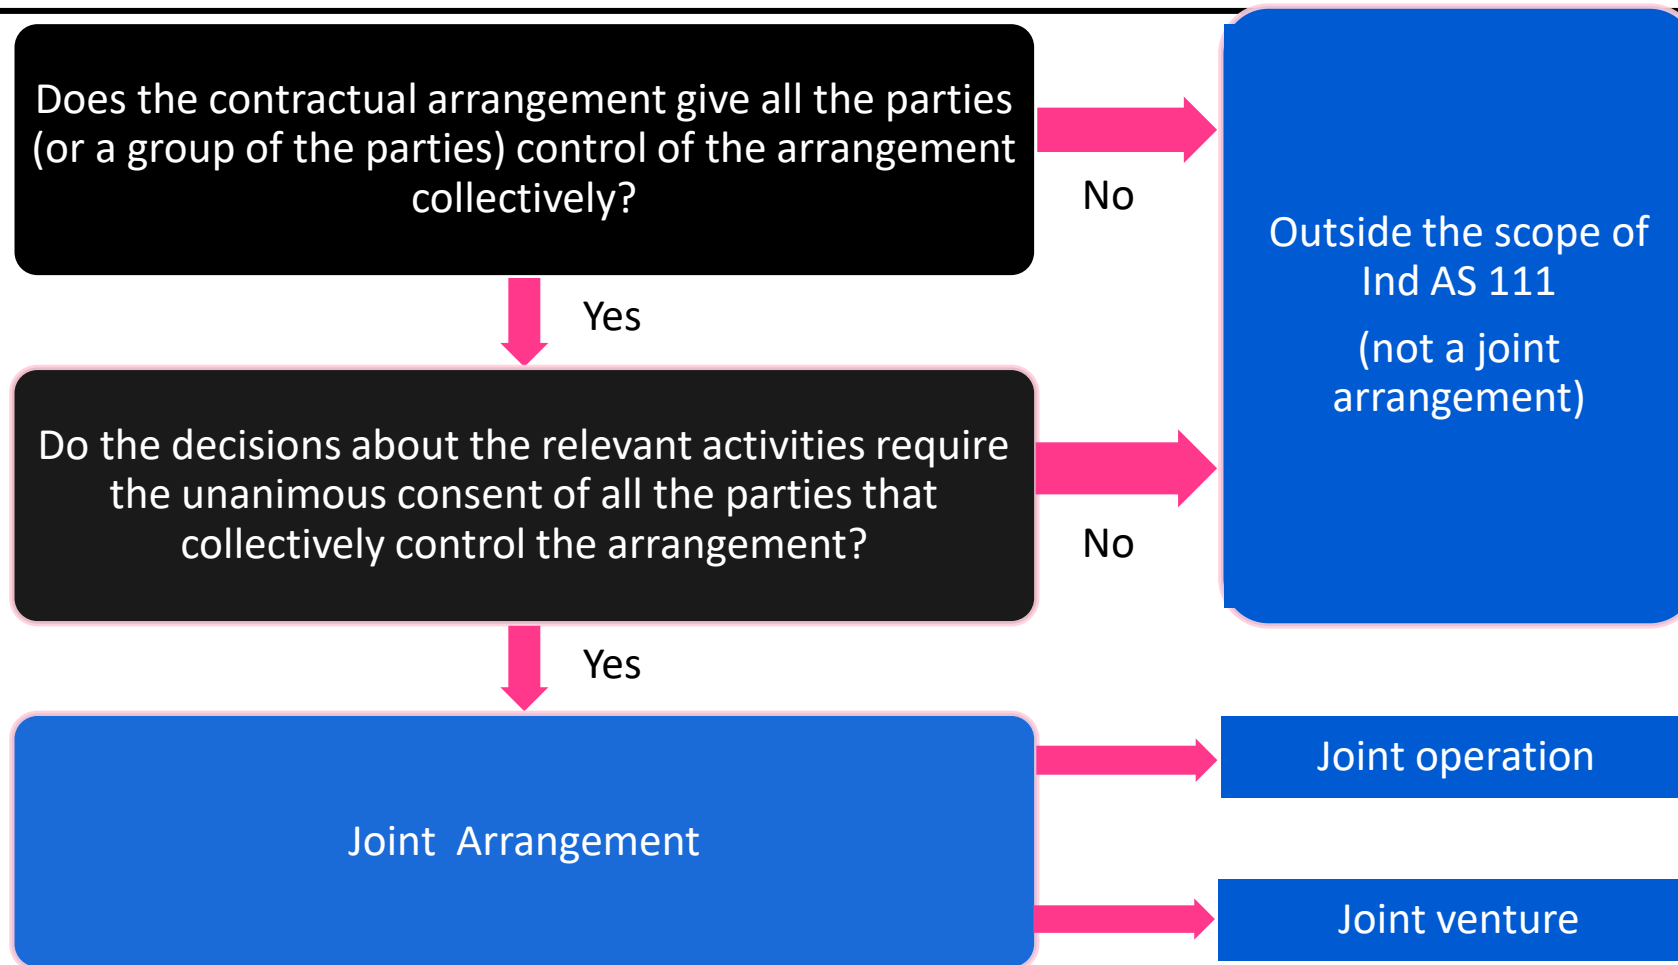 Does the contractual arrangement give all the parties
(or a group of the parties) control of the arrangement
collectively?
No
Outside the scope of
Ind AS 111
(not a joint
arrangement)
Yes
Do the decisions about the relevant activities require
the unanimous consent of all the parties that
collectively control the arrangement?
No
Yes
Joint Arrangement
Joint operation
Joint venture